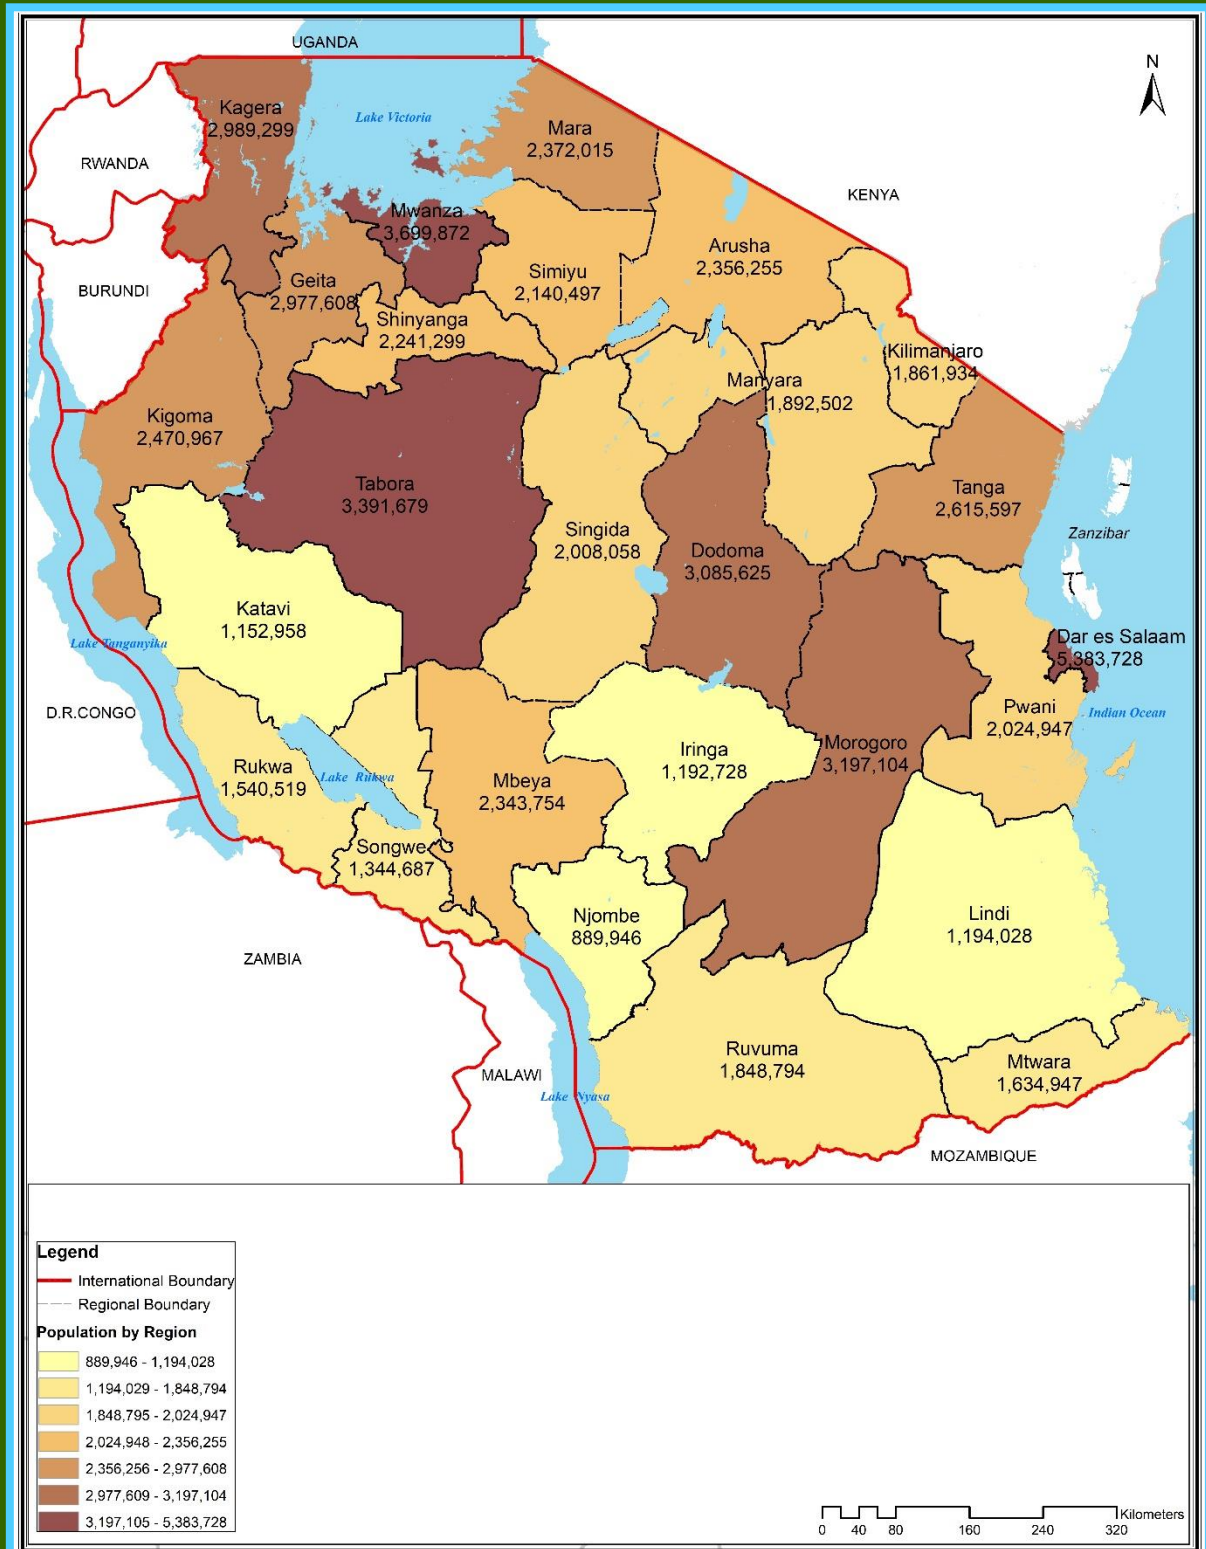 UGANDA
N
Kagera
2,989,299
Lake Victoria
Mara
2,372,015
RWANDA
KENYA
Mwanza
3,699,872
Arusha
2,356,255
BURUNDI
Geita
2,977,608
Simiyu
2,140,497
Shinyanga
2,241,299
Kilimanjaro
1,861,934
Manyara
1,892,502
Kigoma
2,470,967
Tabora
3,391,679
Tanga
2,615,597
Singida
2,008,058
Zanzibar
Dodoma
3,085,625
Katavi
1,152,958
Lake Tanganyika
Dar es Salaam
5,383,728
D.R.CONGO
Pwani
2,024,947
Indian Ocean
Iringa
1,192,728
Morogoro
3,197,104
Rukwa
1,540,519
Lake Rukwa
Mbeya
2,343,754
Songwe
1,344,687
Njombe
889,946
Lindi
1,194,028
ZAMBIA
Ruvuma
1,848,794
Mtwara
1,634,947
MALAWI
Lake Nyasa
MOZAMBIQUE
Legend
International Boundary
Regional Boundary
Population by Region
889,946 - 1,194,028
1,194,029 - 1,848,794
1,848,795 - 2,024,947
2,024,948 - 2,356,255
2,356,256 - 2,977,608
2,977,609 - 3,197,104
3,197,105 - 5,383,728
Kilometers
0 40 80 160 240 320